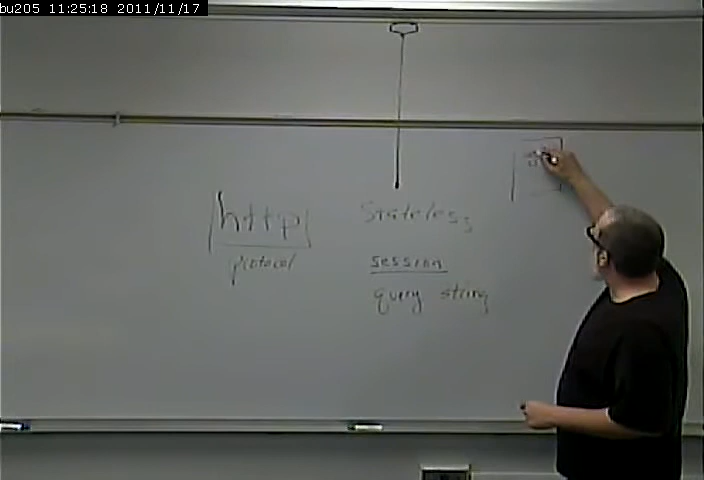 bu205 11:25:18 2011/11/17
http
protocol
Stateless
session
query string